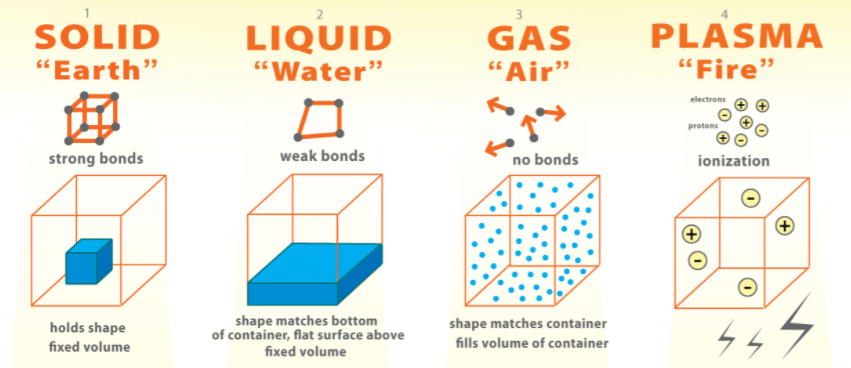 1
SOLID
"Earth"
strong bonds
holds shape
fixed volume
2
LIQUID
"Water"
weak bonds
shape matches bottom
of container, flat surface above
fixed volume
3
GAS
"Air"
no bonds
shape matches container
fills volume of container
4
PLASMA
"Fire"
electrons
protons
ionization